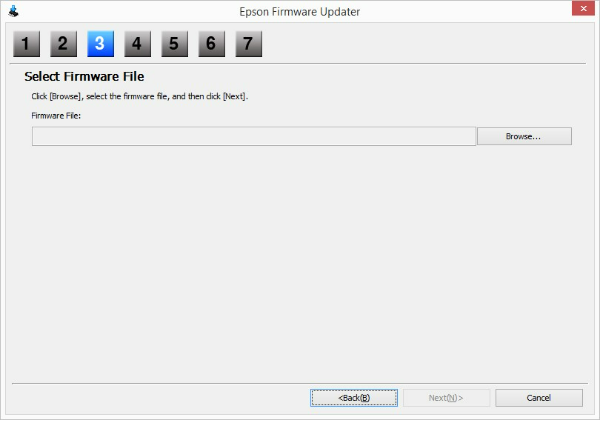 Epson Firmware Updater
1 2 3 4 5 6 7
Select Firmware File
Click [Browse], select the firmware file, and then click [Next].
Firmware File:
Browse...
<Back(B) Next(N)> Cancel